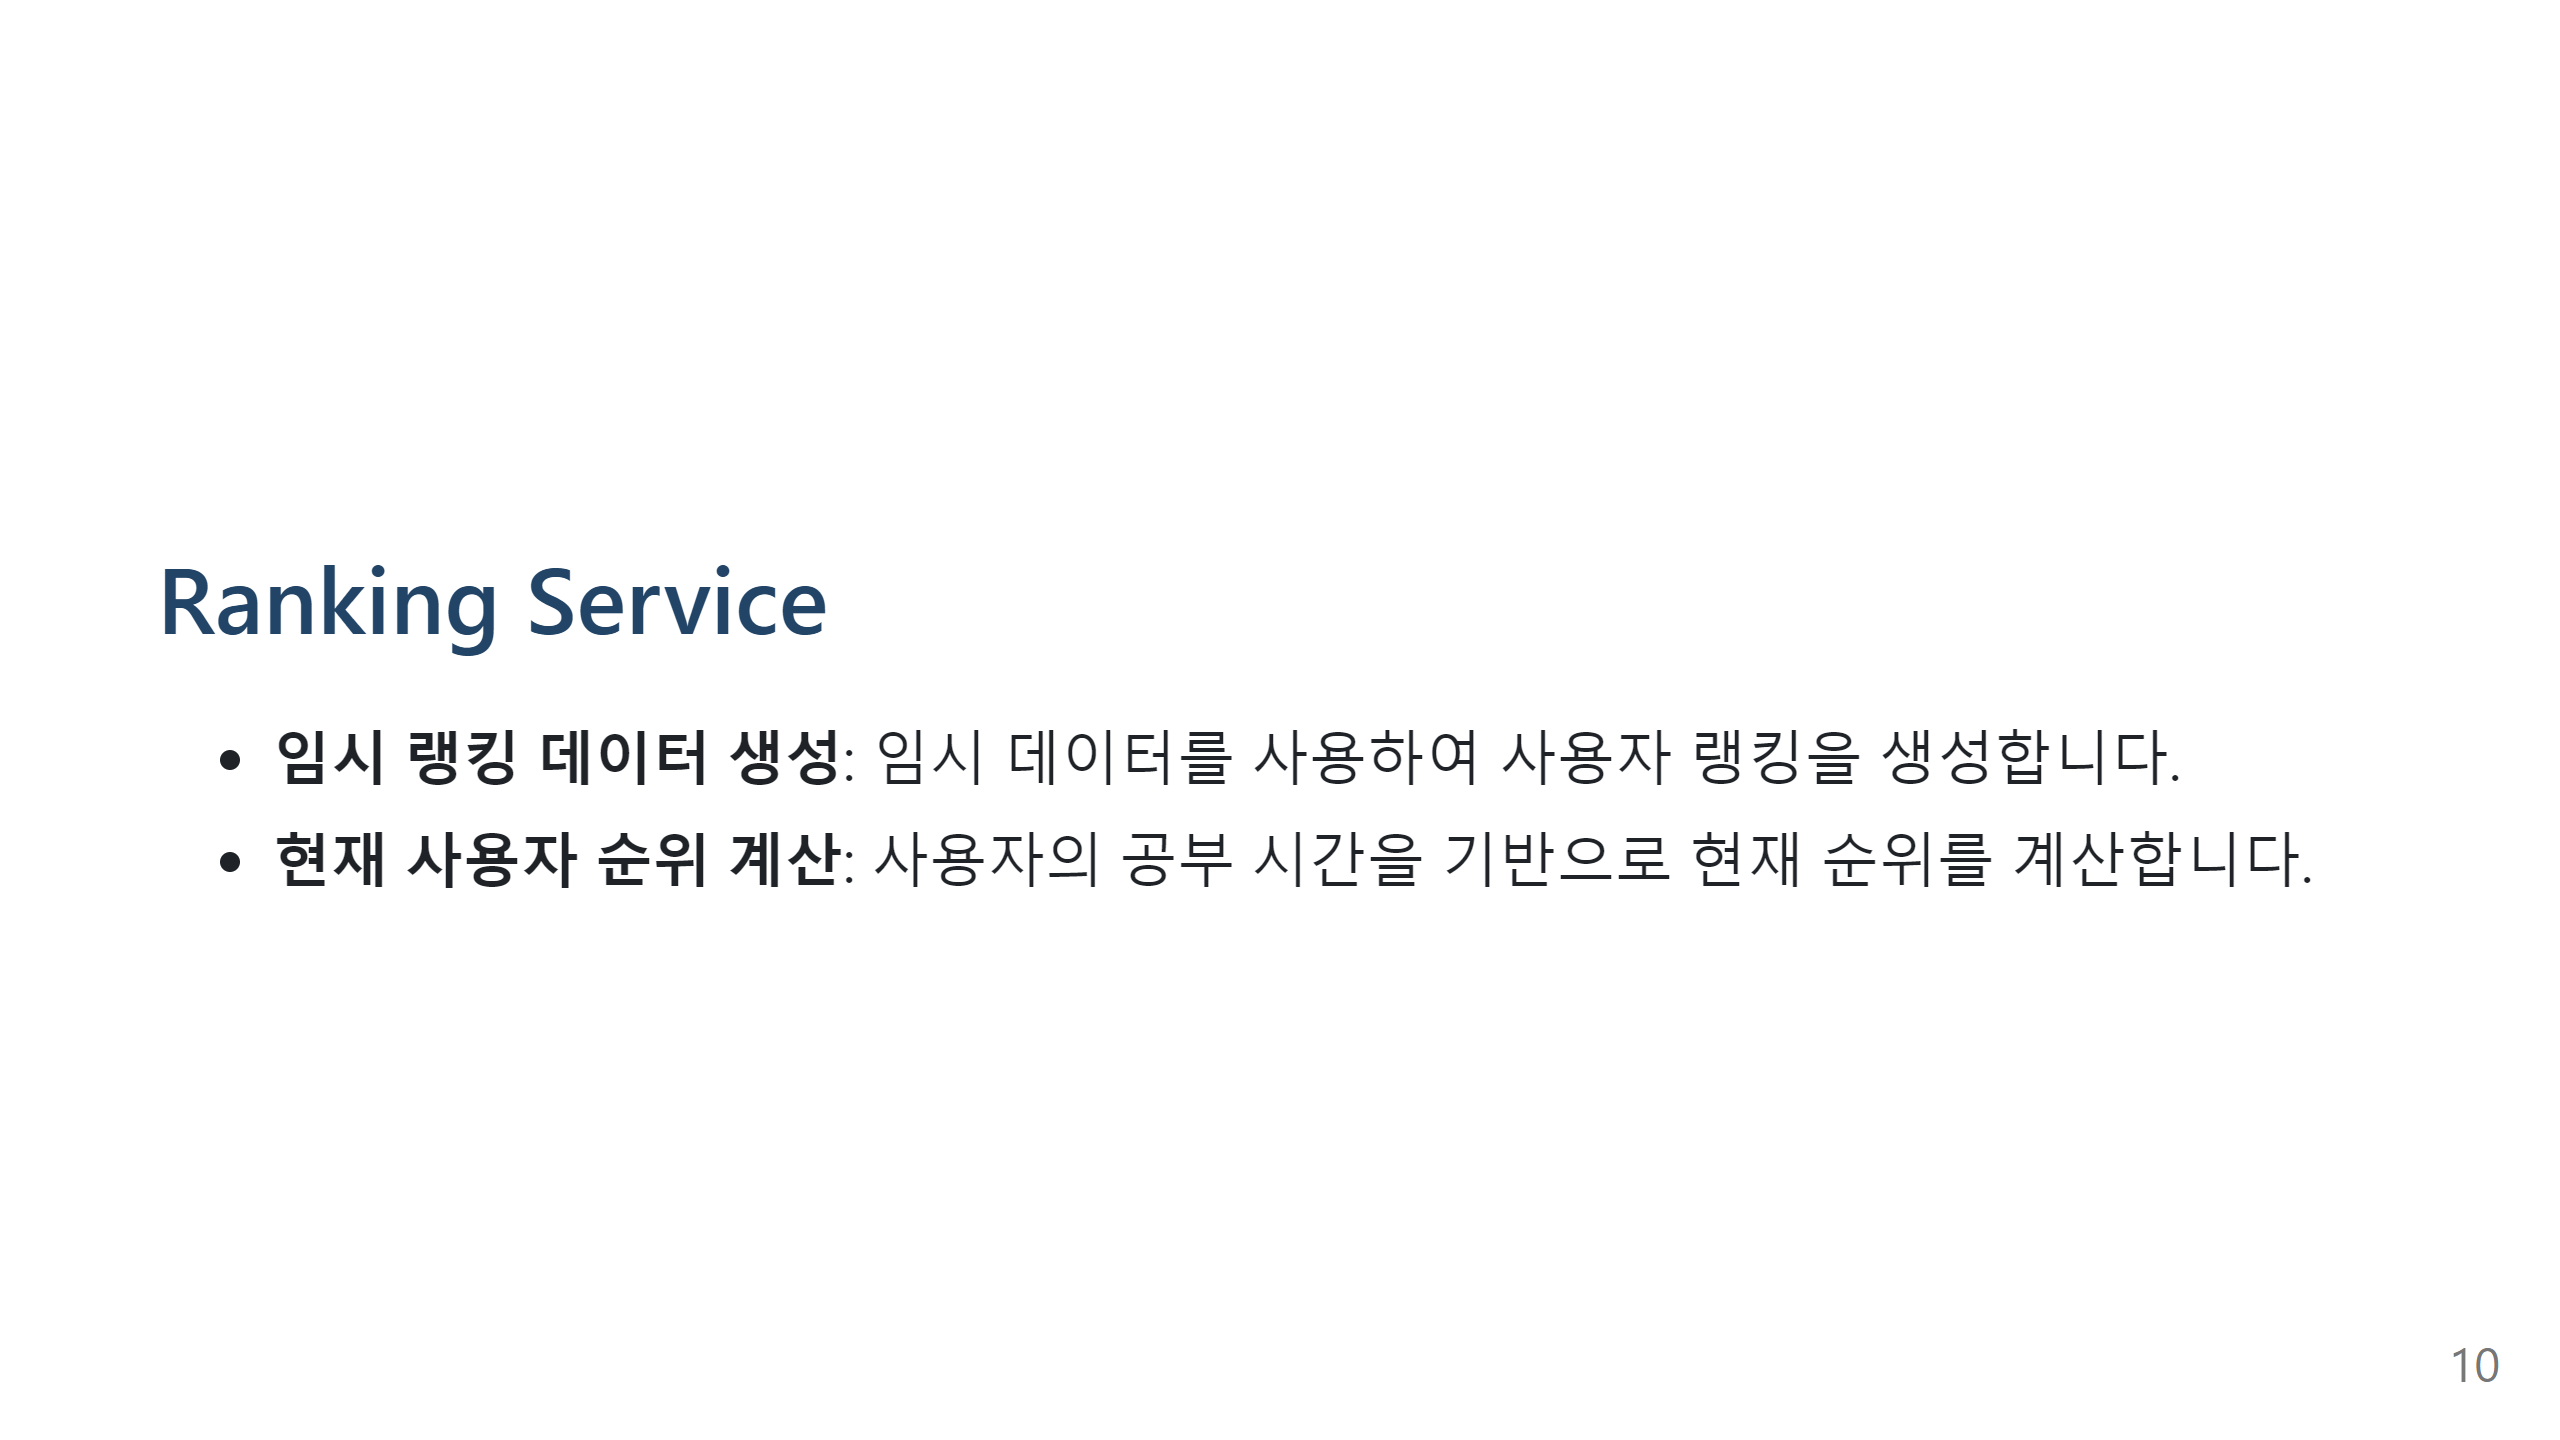 Ranking Service
• 임시 랭킹 데이터 생성: 임시 데이터를 사용하여 사용자 랭킹을 생성합니다.
• 현재 사용자 순위 계산: 사용자의 공부 시간을 기반으로 현재 순위를 계산합니다.
10